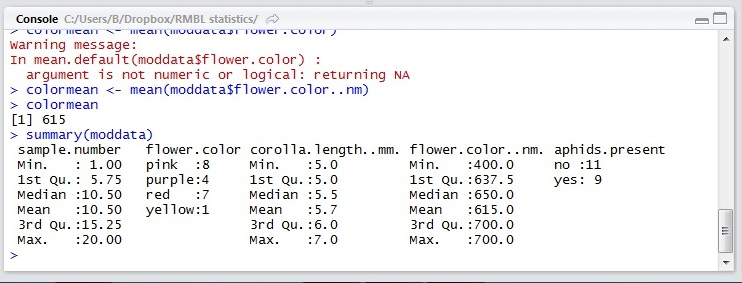 Console C:/Users/B/Dropbox/RMBL statistics/
> colormean <- mean(moddata$flower.color)
Warning message:
In mean.default(moddata$flower.color) :
  argument is not numeric or logical: returning NA
> colormean <- mean(moddata$flower.color..nm)
> colormean
[1] 615
> summary(moddata)
 sample.number   flower.color corolla.length..mm. flower.color..nm. aphids.present
 Min.   : 1.00   pink  :8     Min.   :5.0         Min.   :400.0     no :11
 1st Qu.: 5.75   purple:4     1st Qu.:5.0         1st Qu.:637.5     yes: 9
 Median :10.50   red   :7     Median :5.5         Median :650.0
 Mean   :10.50   yellow:1     Mean   :5.7         Mean   :615.0
 3rd Qu.:15.25                3rd Qu.:6.0         3rd Qu.:700.0
 Max.   :20.00                Max.   :7.0         Max.   :700.0
>